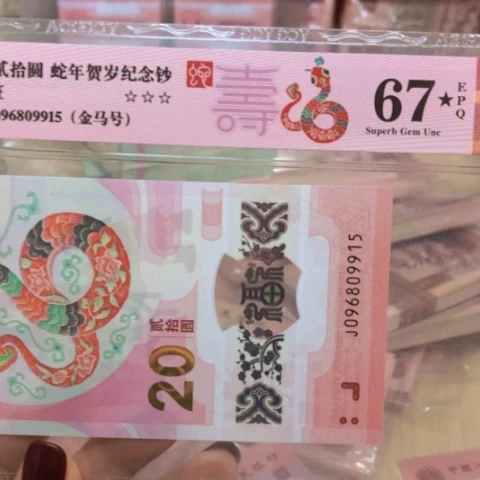 贰拾圆 蛇年贺岁纪念钞
☆☆☆
J096809915（金马号）
壽
67★ EPQ
Superb Gem Unc
J096809915
贰拾圆
20